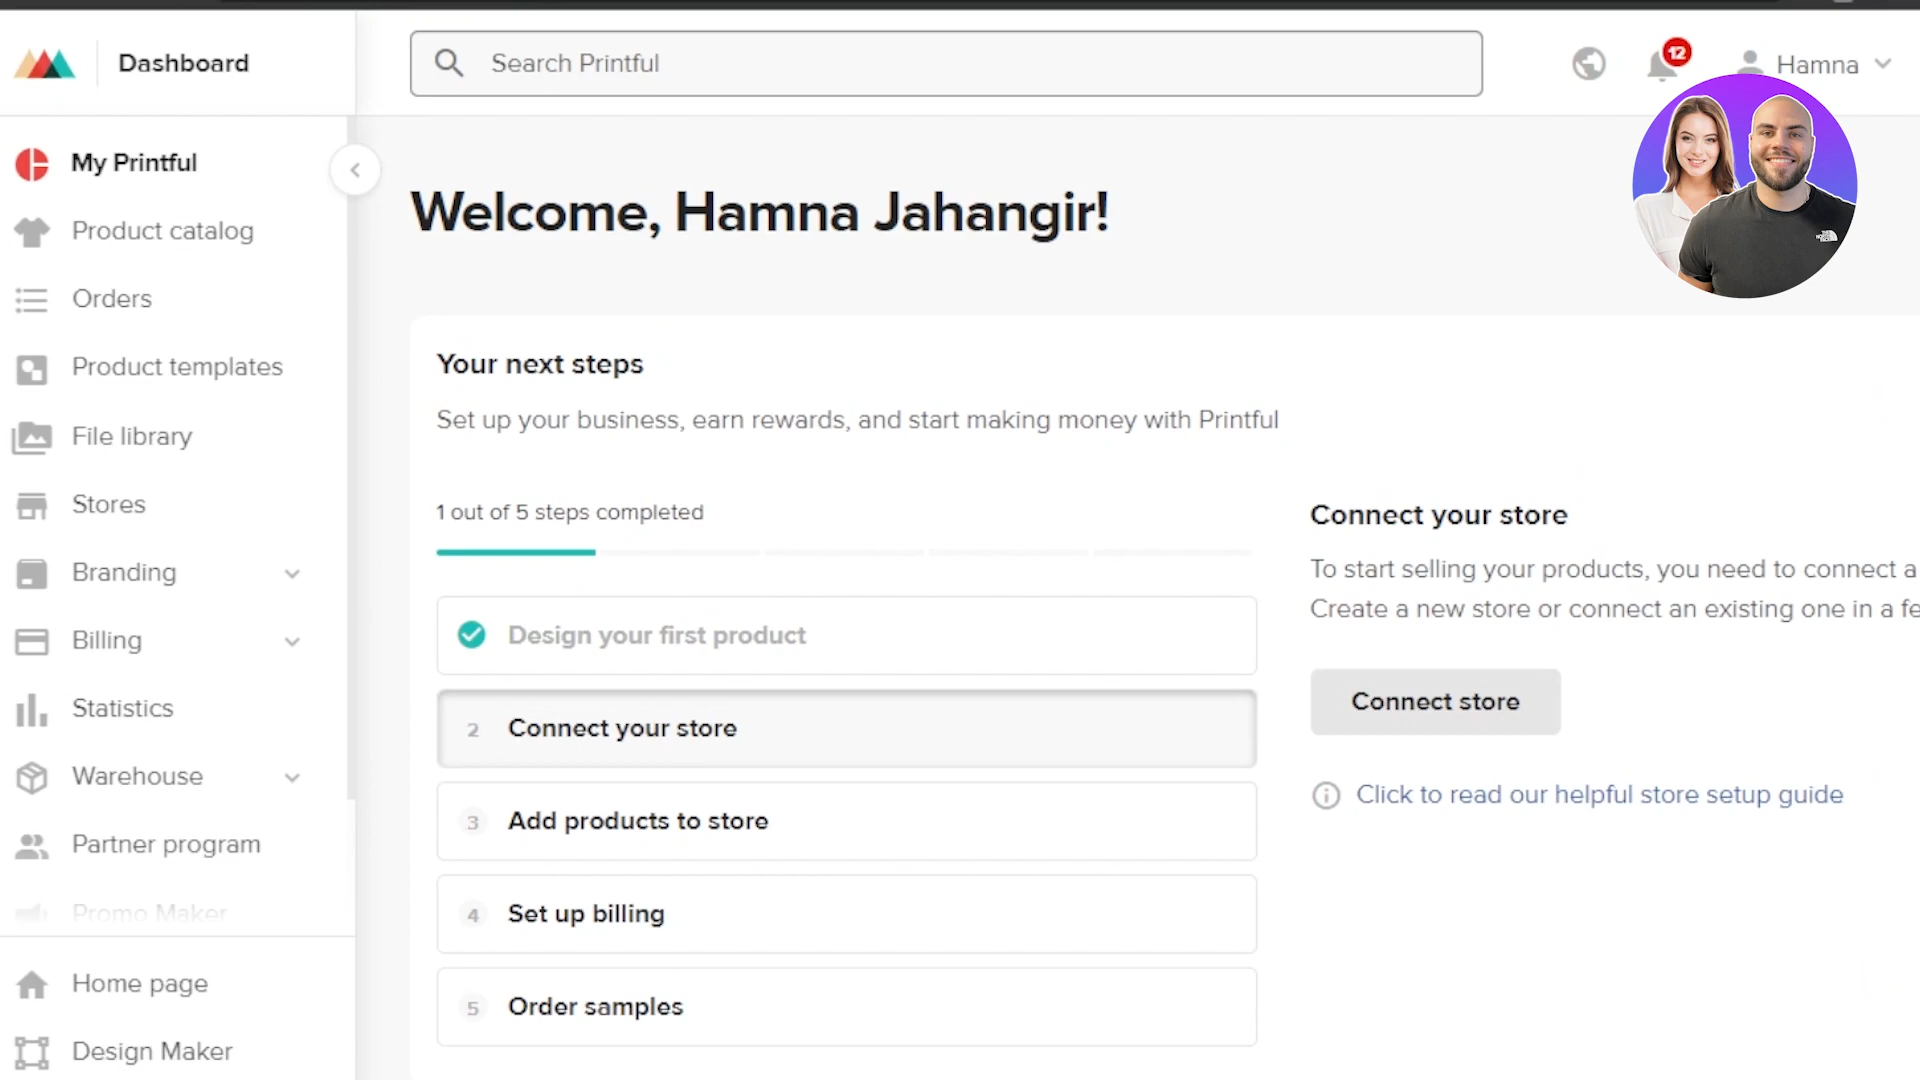 Dashboard
Search Printful
12
Hamna
My Printful
Product catalog
Orders
Product templates
File library
Stores
Branding
Billing
Statistics
Warehouse
Partner program
Promo Maker
Home page
Design Maker
Welcome, Hamna Jahangir!
Your next steps
Set up your business, earn rewards, and start making money with Printful
1 out of 5 steps completed
Design your first product
2 Connect your store
3 Add products to store
4 Set up billing
5 Order samples
Connect your store
To start selling your products, you need to connect a
Create a new store or connect an existing one in a fe
Connect store
Click to read our helpful store setup guide
THE NORTH FACE